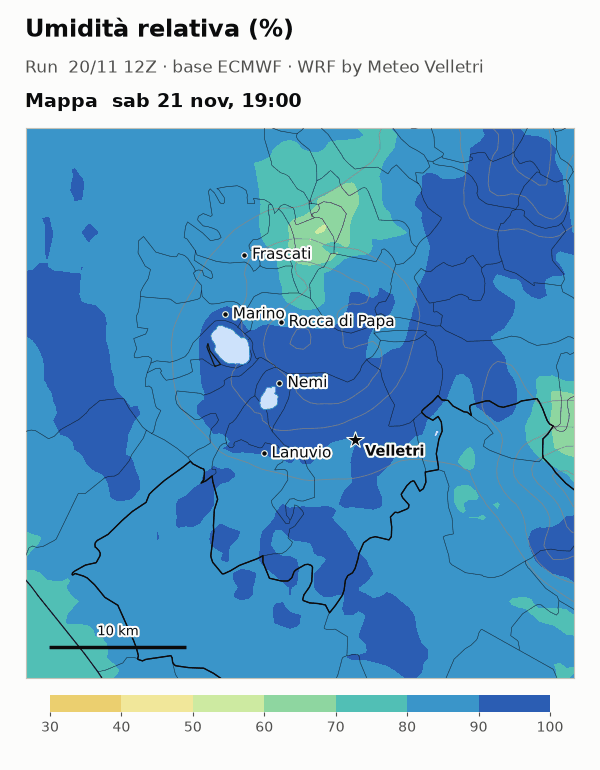 Umidità relativa (%)
Run  20/11 12Z · base ECMWF · WRF by Meteo Velletri
Mappa  sab 21 nov, 19:00
Frascati
Marino
Rocca di Papa
Nemi
Velletri
Lanuvio
10 km
30 40 50 60 70 80 90 100